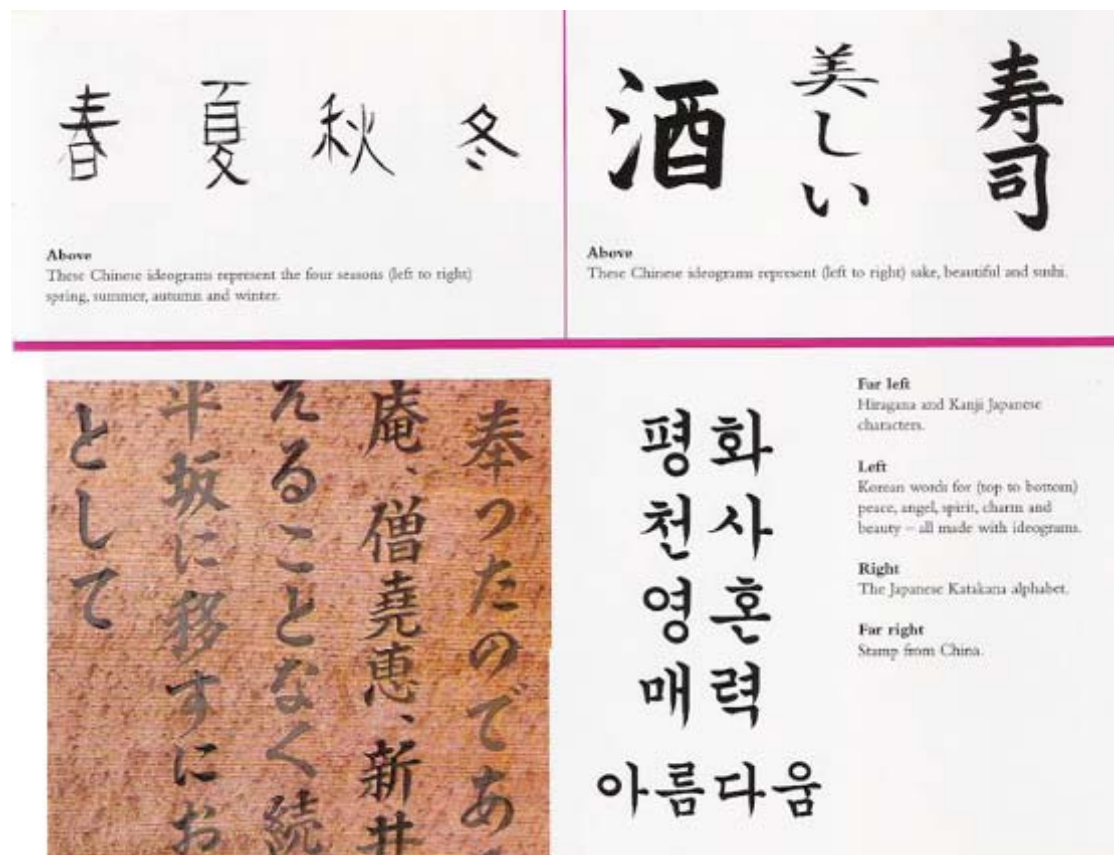 春 夏 秋 冬
Above
These Chinese ideograms represent the four seasons (left to right)
spring, summer, autumn and winter.
酒 美しい 寿司
Above
These Chinese ideograms represent (left to right) sake, beautiful and sushi.
奉ったのであ
庵、僧堯恵、新井
えることなく続
平坂に移すにお
として
평화
천사
영혼
매력
아름다움
Far left
Hiragana and Kanji Japanese
characters.
Left
Korean words for (top to bottom)
peace, angel, spirit, charm and
beauty – all made with ideograms.
Right
The Japanese Katakana alphabet.
Far right
Stamp from China.